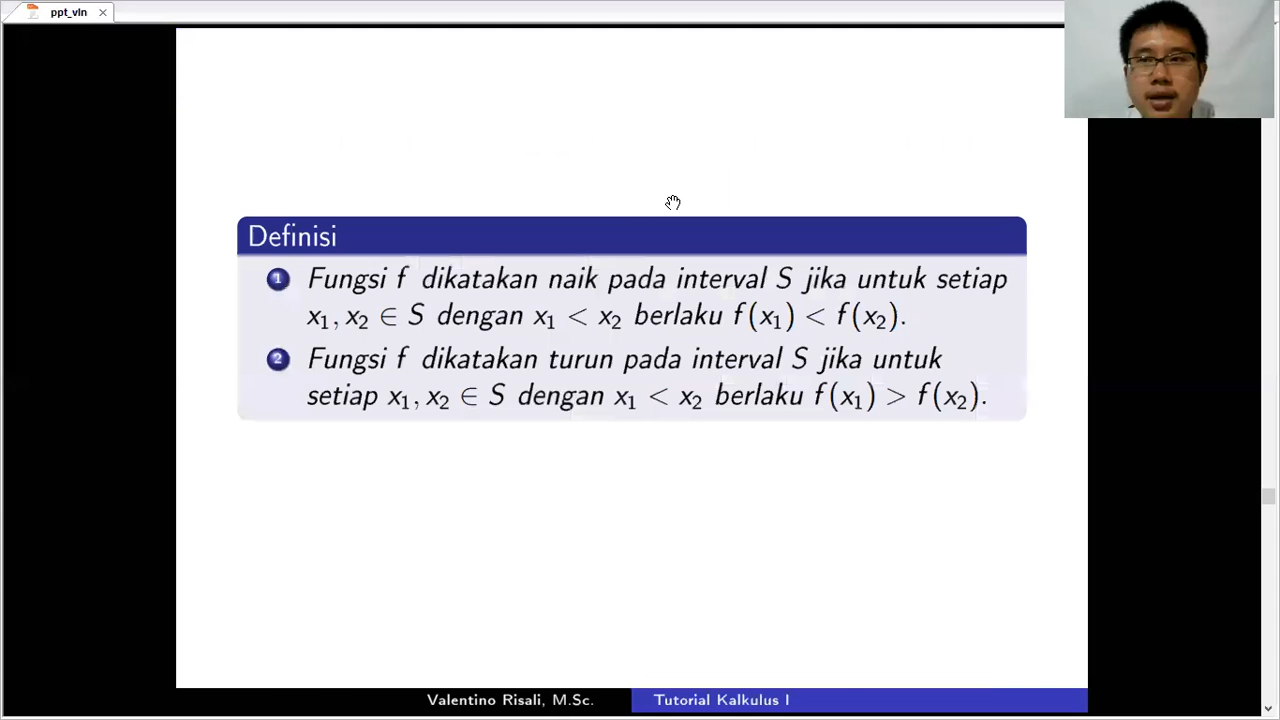 ppt_vln
Definisi
1 Fungsi f dikatakan naik pada interval S jika untuk setiap
x₁, x₂ ∈ S dengan x₁ < x₂ berlaku f(x₁) < f(x₂).
2 Fungsi f dikatakan turun pada interval S jika untuk
setiap x₁, x₂ ∈ S dengan x₁ < x₂ berlaku f(x₁) > f(x₂).
Valentino Risali, M.Sc. Tutorial Kalkulus I